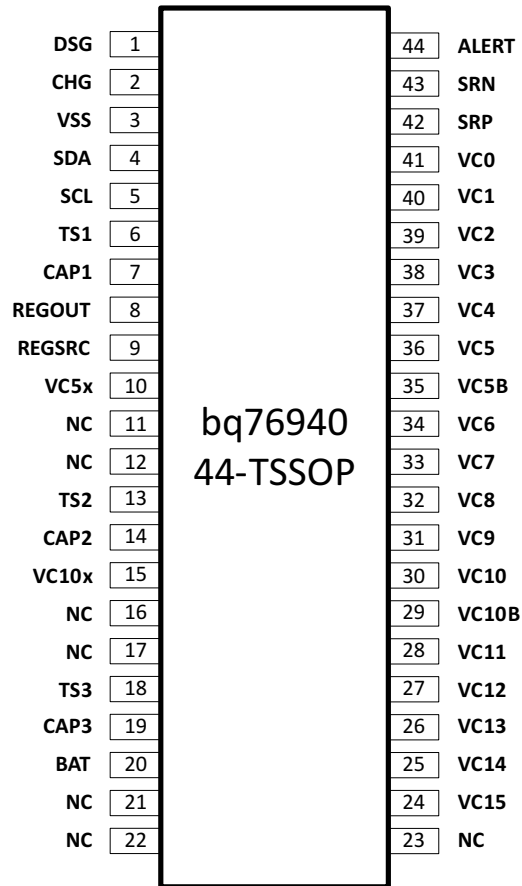 DSG 1 44 ALERT
CHG 2 43 SRN
VSS 3 42 SRP
SDA 4 41 VC0
SCL 5 40 VC1
TS1 6 39 VC2
CAP1 7 38 VC3
REGOUT 8 37 VC4
REGSRC 9 36 VC5
VC5x 10 35 VC5B
NC 11 34 VC6
NC 12 33 VC7
TS2 13 32 VC8
CAP2 14 31 VC9
VC10x 15 30 VC10
NC 16 29 VC10B
NC 17 28 VC11
TS3 18 27 VC12
CAP3 19 26 VC13
BAT 20 25 VC14
NC 21 24 VC15
NC 22 23 NC
bq76940
44-TSSOP